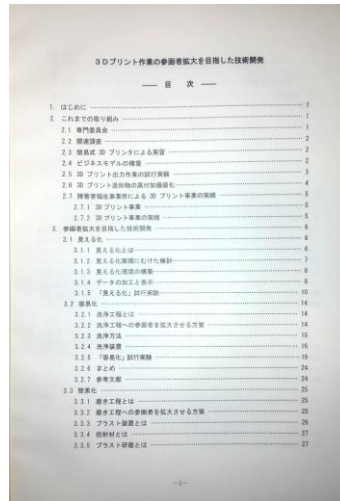 3Dプリント作業の参画者拡大を目指した技術開発
―― 目　次 ――
1. はじめに ………… 1
2. これまでの取り組み ………… 1
2.1 専門委員会 ………… 1
2.2 関連調査 ………… 2
2.3 簡易式 3D プリンタによる実習 ………… 2
2.4 ビジネスモデルの構築 ………… 2
2.5 3D プリント出力作業の試行実験 ………… 3
2.6 3D プリント造作物の高付加価値化 ………… 4
2.7 障害者福祉事業所による 3D プリント事業の実績 ………… 5
2.7.1 3D プリント事業 ………… 5
2.7.2 3D プリント事業の実績 ………… 5
3. 参画者拡大を目指した技術開発 ………… 6
3.1 見える化 ………… 6
3.1.1 見える化とは ………… 6
3.1.2 見える化実現にむけた検討 ………… 7
3.1.3 見える化環境の構築 ………… 8
3.1.4 データの加工と表示 ………… 8
3.1.5 「見える化」試行実験 ………… 10
3.2 容易化 ………… 14
3.2.1 洗浄工程とは ………… 14
3.2.2 洗浄工程への参画者を拡大させる方策 ………… 14
3.2.3 洗浄方法 ………… 15
3.2.4 洗浄装置 ………… 16
3.2.5 「容易化」試行実験 ………… 19
3.2.6 まとめ ………… 24
3.2.7 参考文献 ………… 24
3.3 簡素化 ………… 25
3.3.1 磨き工程とは ………… 25
3.3.2 磨き工程への参画者を拡大させる方策 ………… 25
3.3.3 ブラスト装置とは ………… 26
3.3.4 投射材とは ………… 27
3.3.5 ブラスト研磨とは ………… 27